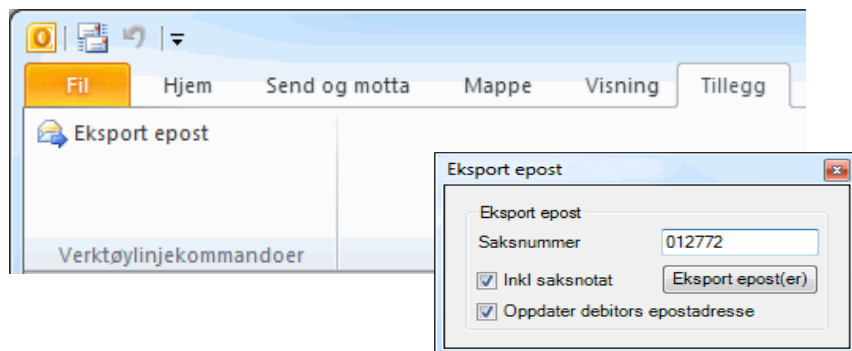 Fil Hjem Send og motta Mappe Visning Tillegg
Eksport epost
Verktøylinjekommandoer
Eksport epost
Eksport epost
Saksnummer 012772
Inkl saksnotat Eksport epost(er)
Oppdater debitors epostadresse